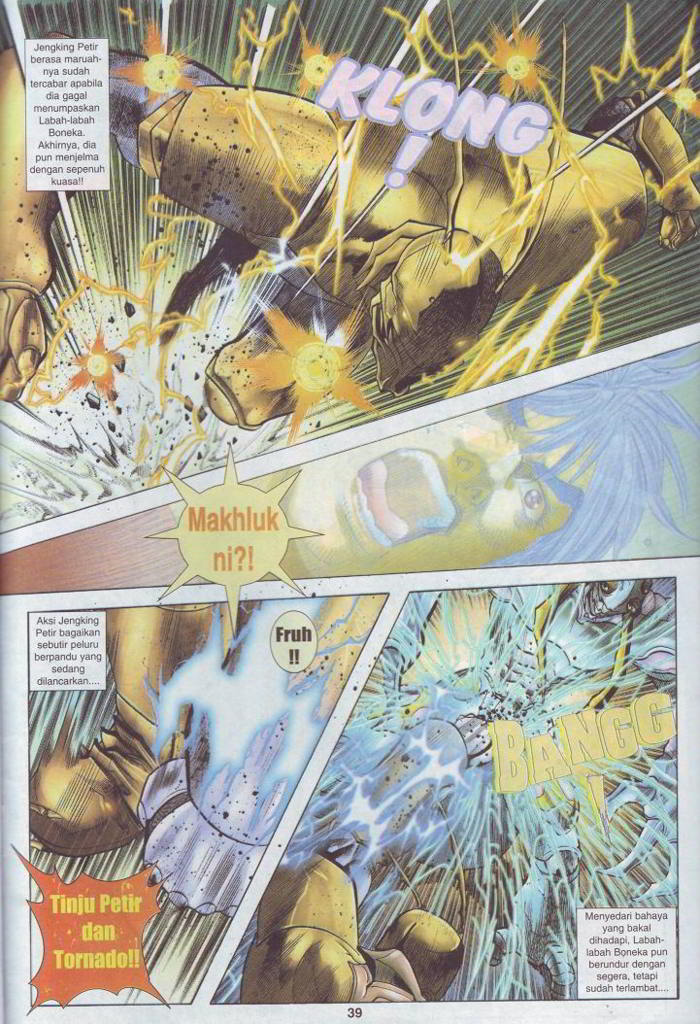 Jengking Petir
berasa maruah-
nya sudah
tercabar apabila
dia gagal
menumpaskan
Labah-labah
Boneka.
Akhirnya, dia
pun menjelma
dengan sepenuh
kuasa!!
KLONG
!
Makhluk
ni?!
Aksi Jengking
Petir bagaikan
sebutir peluru
berpandu yang
sedang
dilancarkan....
Fruh
!!
BANGG
!
Tinju Petir
dan
Tornado!!
Menyedari bahaya
yang bakal
dihadapi, Labah-
labah Boneka pun
berundur dengan
segera, tetapi
sudah terlambat....
39